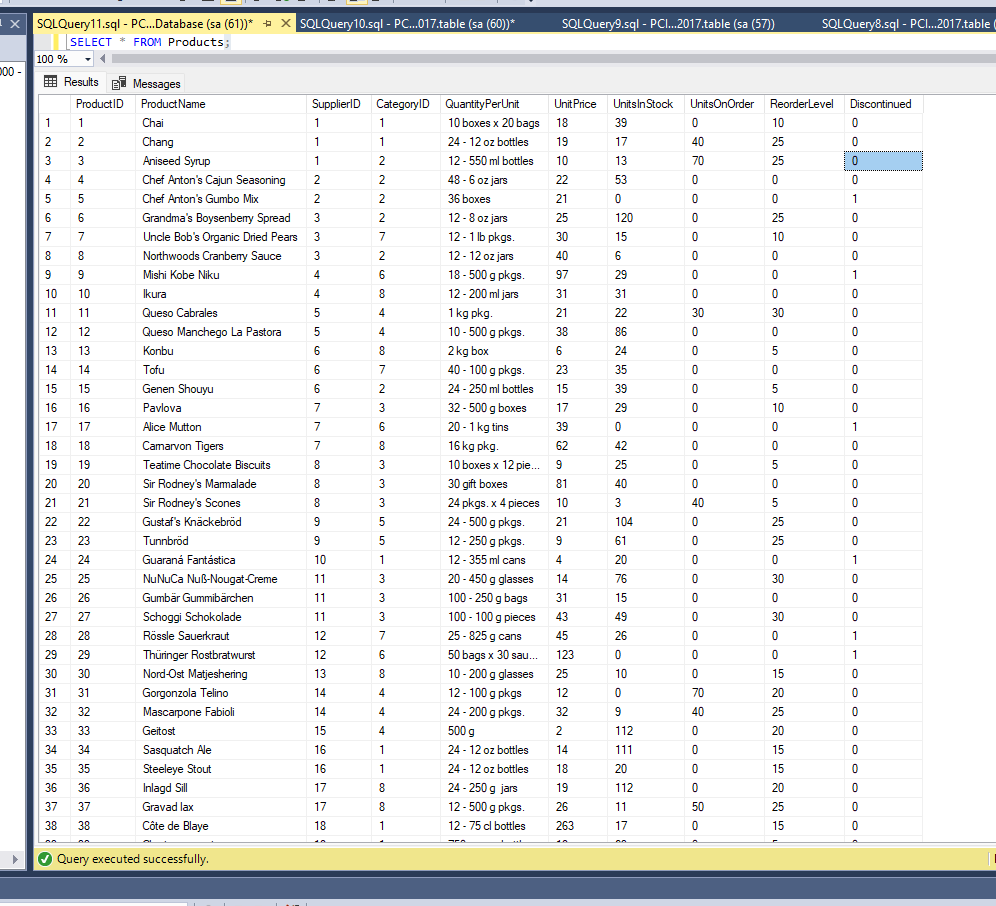 SQLQuery11.sql - PC...Database (sa (61))* SQLQuery10.sql - PC...017.table (sa (60))* SQLQuery9.sql - PCI...2017.table (sa (57)) SQLQuery8.sql - PCI...2017.table (sa
SELECT * FROM Products;
000 -
100 %
Results Messages
ProductID ProductName SupplierID CategoryID QuantityPerUnit UnitPrice UnitsInStock UnitsOnOrder ReorderLevel Discontinued
1 1 Chai 1 1 10 boxes x 20 bags 18 39 0 10 0
2 2 Chang 1 1 24 - 12 oz bottles 19 17 40 25 0
3 3 Aniseed Syrup 1 2 12 - 550 ml bottles 10 13 70 25 0
4 4 Chef Anton's Cajun Seasoning 2 2 48 - 6 oz jars 22 53 0 0 0
5 5 Chef Anton's Gumbo Mix 2 2 36 boxes 21 0 0 0 1
6 6 Grandma's Boysenberry Spread 3 2 12 - 8 oz jars 25 120 0 25 0
7 7 Uncle Bob's Organic Dried Pears 3 7 12 - 1 lb pkgs. 30 15 0 10 0
8 8 Northwoods Cranberry Sauce 3 2 12 - 12 oz jars 40 6 0 0 0
9 9 Mishi Kobe Niku 4 6 18 - 500 g pkgs. 97 29 0 0 1
10 10 Ikura 4 8 12 - 200 ml jars 31 31 0 0 0
11 11 Queso Cabrales 5 4 1 kg pkg. 21 22 30 30 0
12 12 Queso Manchego La Pastora 5 4 10 - 500 g pkgs. 38 86 0 0 0
13 13 Konbu 6 8 2 kg box 6 24 0 5 0
14 14 Tofu 6 7 40 - 100 g pkgs. 23 35 0 0 0
15 15 Genen Shouyu 6 2 24 - 250 ml bottles 15 39 0 5 0
16 16 Pavlova 7 3 32 - 500 g boxes 17 29 0 10 0
17 17 Alice Mutton 7 6 20 - 1 kg tins 39 0 0 0 1
18 18 Carnarvon Tigers 7 8 16 kg pkg. 62 42 0 0 0
19 19 Teatime Chocolate Biscuits 8 3 10 boxes x 12 pie... 9 25 0 5 0
20 20 Sir Rodney's Marmalade 8 3 30 gift boxes 81 40 0 0 0
21 21 Sir Rodney's Scones 8 3 24 pkgs. x 4 pieces 10 3 40 5 0
22 22 Gustaf's Knäckebröd 9 5 24 - 500 g pkgs. 21 104 0 25 0
23 23 Tunnbröd 9 5 12 - 250 g pkgs. 9 61 0 25 0
24 24 Guaraná Fantástica 10 1 12 - 355 ml cans 4 20 0 0 1
25 25 NuNuCa Nuß-Nougat-Creme 11 3 20 - 450 g glasses 14 76 0 30 0
26 26 Gumbär Gummibärchen 11 3 100 - 250 g bags 31 15 0 0 0
27 27 Schoggi Schokolade 11 3 100 - 100 g pieces 43 49 0 30 0
28 28 Rössle Sauerkraut 12 7 25 - 825 g cans 45 26 0 0 1
29 29 Thüringer Rostbratwurst 12 6 50 bags x 30 sau... 123 0 0 0 1
30 30 Nord-Ost Matjeshering 13 8 10 - 200 g glasses 25 10 0 15 0
31 31 Gorgonzola Telino 14 4 12 - 100 g pkgs 12 0 70 20 0
32 32 Mascarpone Fabioli 14 4 24 - 200 g pkgs. 32 9 40 25 0
33 33 Geitost 15 4 500 g 2 112 0 20 0
34 34 Sasquatch Ale 16 1 24 - 12 oz bottles 14 111 0 15 0
35 35 Steeleye Stout 16 1 24 - 12 oz bottles 18 20 0 15 0
36 36 Inlagd Sill 17 8 24 - 250 g jars 19 112 0 20 0
37 37 Gravad lax 17 8 12 - 500 g pkgs. 26 11 50 25 0
38 38 Côte de Blaye 18 1 12 - 75 cl bottles 263 17 0 15 0
Query executed successfully.